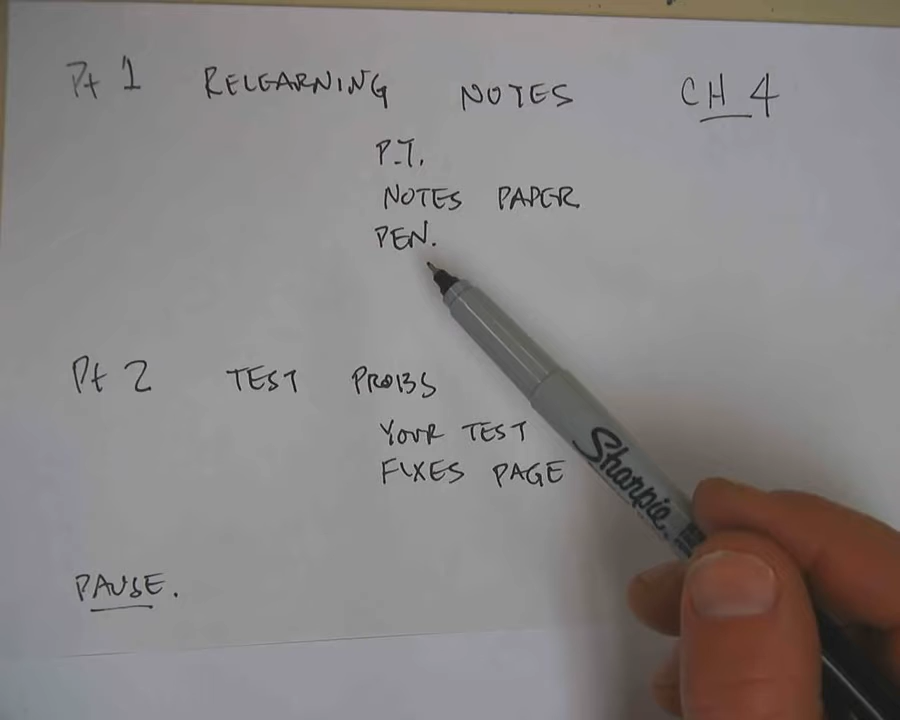 Pt 1 RELEARNING NOTES CH 4
P.T.
NOTES PAPER
PEN.
Pt 2 TEST PROBS
YOUR TEST
FIXES PAGE
PAUSE.
Sharpie